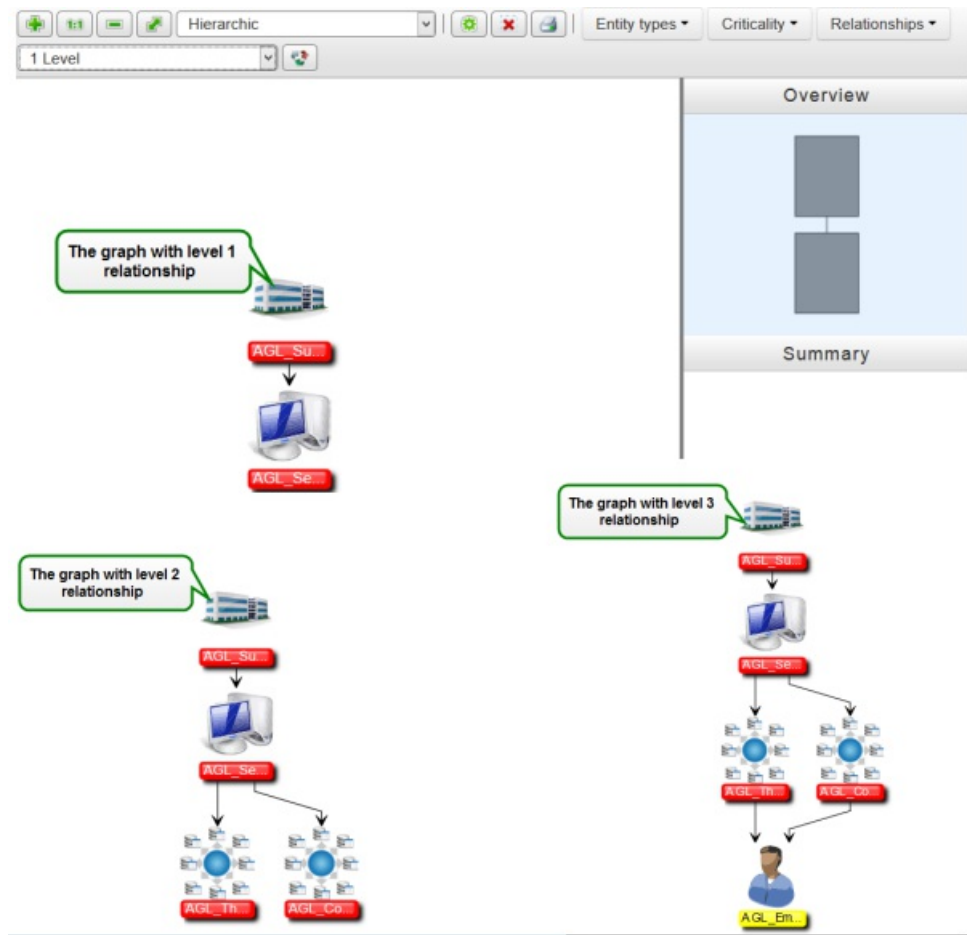 1:1
Hierarchic
Entity types
Criticality
Relationships
1 Level
Overview
Summary
The graph with level 1
relationship
AGL_Su...
AGL_Se...
The graph with level 2
relationship
AGL_Su...
AGL_Se...
AGL_Th...
AGL_Co...
The graph with level 3
relationship
AGL_Su...
AGL_Se...
AGL_Th...
AGL_Co...
AGL_Em...